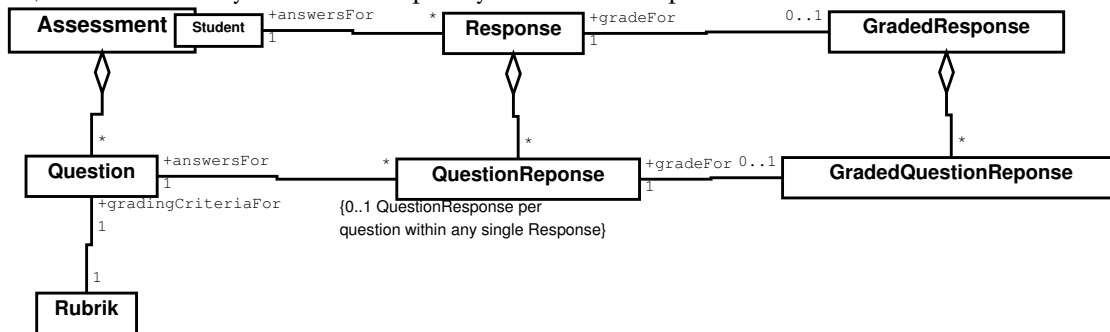 +answersFor
*
+gradeFor
0..1
Assessment
Student
Response
GradedResponse
1
1
*
*
*
+answersFor
*
+gradeFor
0..1
Question
QuestionReponse
GradedQuestionReponse
1
1
+gradingCriteriaFor
{0..1 QuestionResponse per
question within any single Response}
1
1
Rubrik